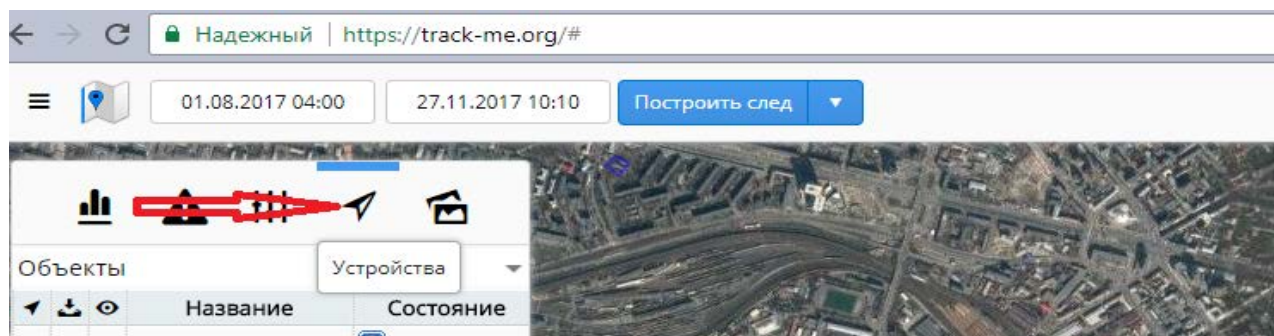 Надежный | https://track-me.org/#
01.08.2017 04:00 27.11.2017 10:10 Построить след
Объекты Устройства
Название Состояние